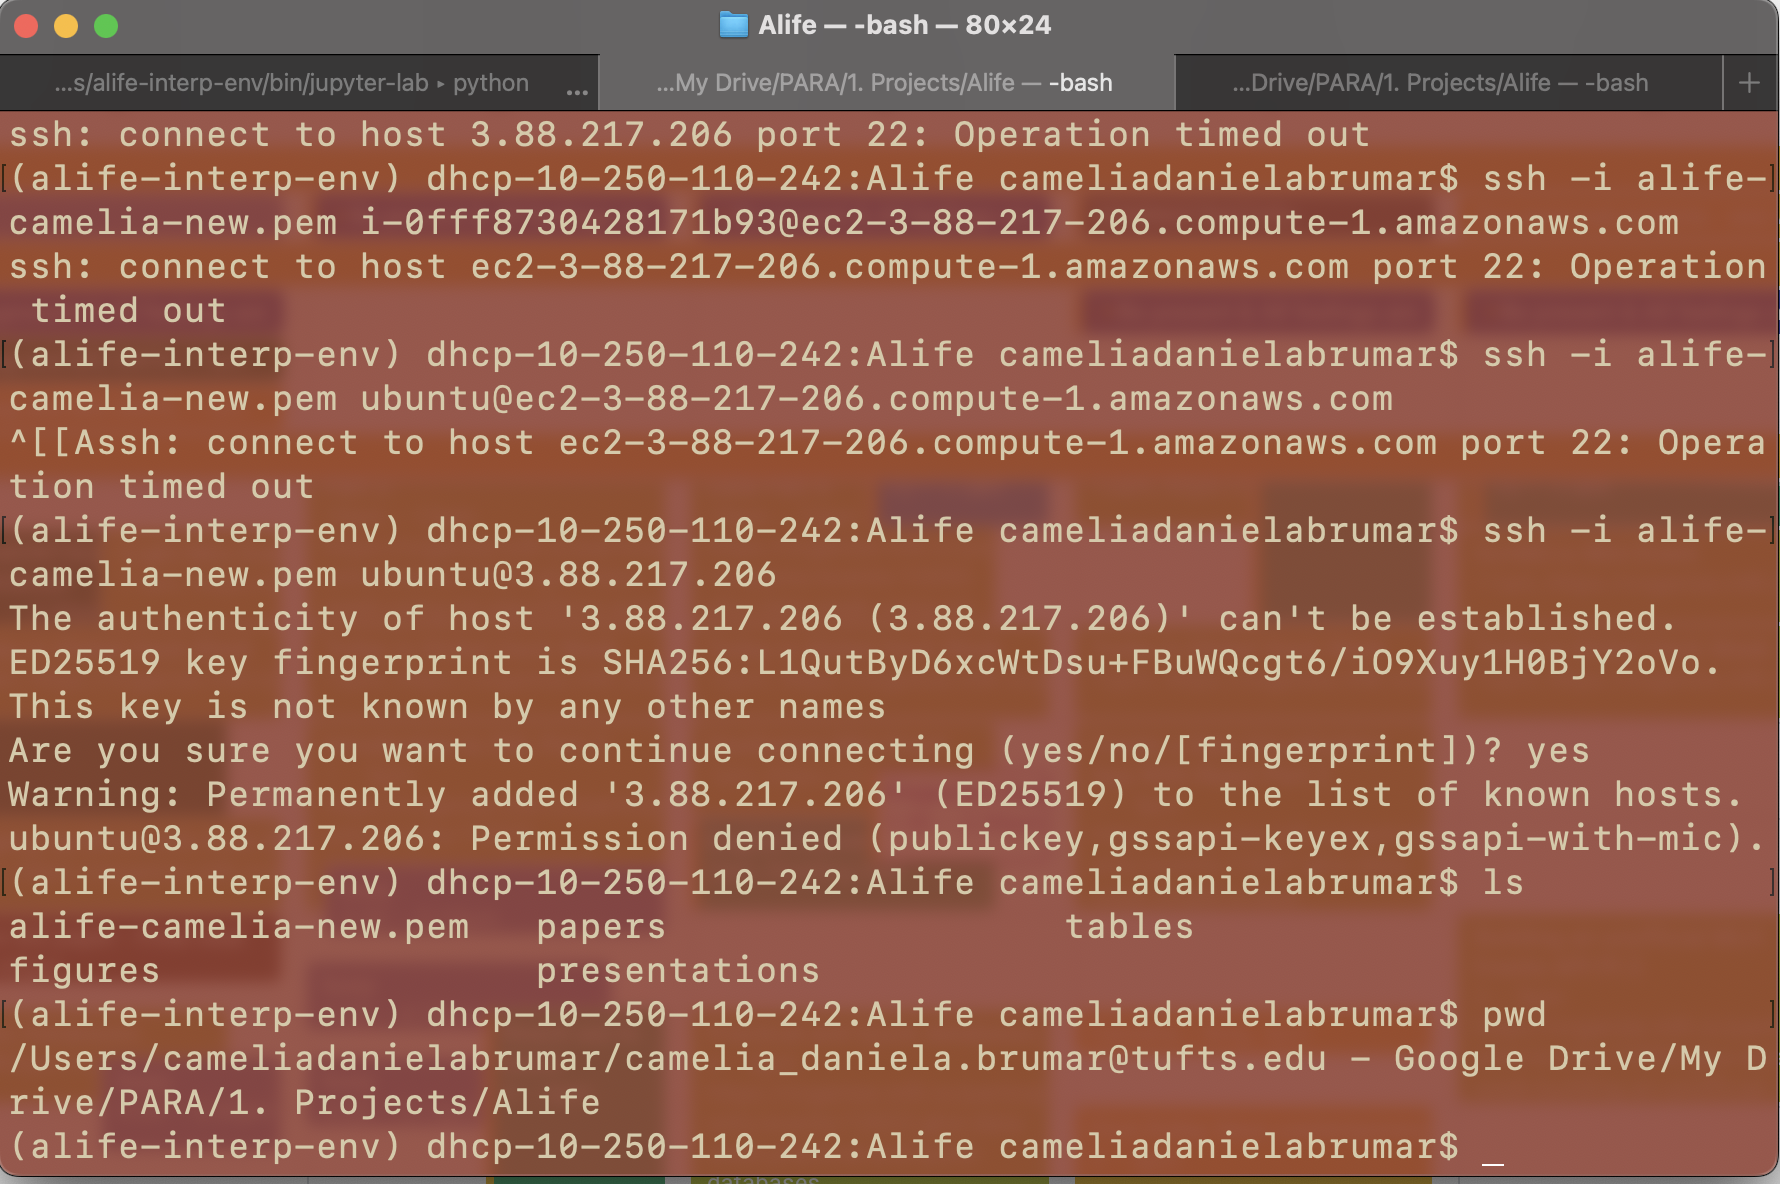 Alife — -bash — 80×24
...s/alife-interp-env/bin/jupyter-lab ▸ python ... ...My Drive/PARA/1. Projects/Alife — -bash ...Drive/PARA/1. Projects/Alife — -bash +
ssh: connect to host 3.88.217.206 port 22: Operation timed out
[(alife-interp-env) dhcp-10-250-110-242:Alife cameliadanielabrumar$ ssh -i alife-]
camelia-new.pem i-0fff8730428171b93@ec2-3-88-217-206.compute-1.amazonaws.com
ssh: connect to host ec2-3-88-217-206.compute-1.amazonaws.com port 22: Operation
 timed out
[(alife-interp-env) dhcp-10-250-110-242:Alife cameliadanielabrumar$ ssh -i alife-]
camelia-new.pem ubuntu@ec2-3-88-217-206.compute-1.amazonaws.com
^[[Assh: connect to host ec2-3-88-217-206.compute-1.amazonaws.com port 22: Opera
tion timed out
[(alife-interp-env) dhcp-10-250-110-242:Alife cameliadanielabrumar$ ssh -i alife-]
camelia-new.pem ubuntu@3.88.217.206
The authenticity of host '3.88.217.206 (3.88.217.206)' can't be established.
ED25519 key fingerprint is SHA256:L1QutByD6xcWtDsu+FBuWQcgt6/iO9Xuy1H0BjY2oVo.
This key is not known by any other names
Are you sure you want to continue connecting (yes/no/[fingerprint])? yes
Warning: Permanently added '3.88.217.206' (ED25519) to the list of known hosts.
ubuntu@3.88.217.206: Permission denied (publickey,gssapi-keyex,gssapi-with-mic).
[(alife-interp-env) dhcp-10-250-110-242:Alife cameliadanielabrumar$ ls ]
alife-camelia-new.pem papers tables
figures presentations
[(alife-interp-env) dhcp-10-250-110-242:Alife cameliadanielabrumar$ pwd ]
/Users/cameliadanielabrumar/camelia_daniela.brumar@tufts.edu - Google Drive/My D
rive/PARA/1. Projects/Alife
(alife-interp-env) dhcp-10-250-110-242:Alife cameliadanielabrumar$ _
databases